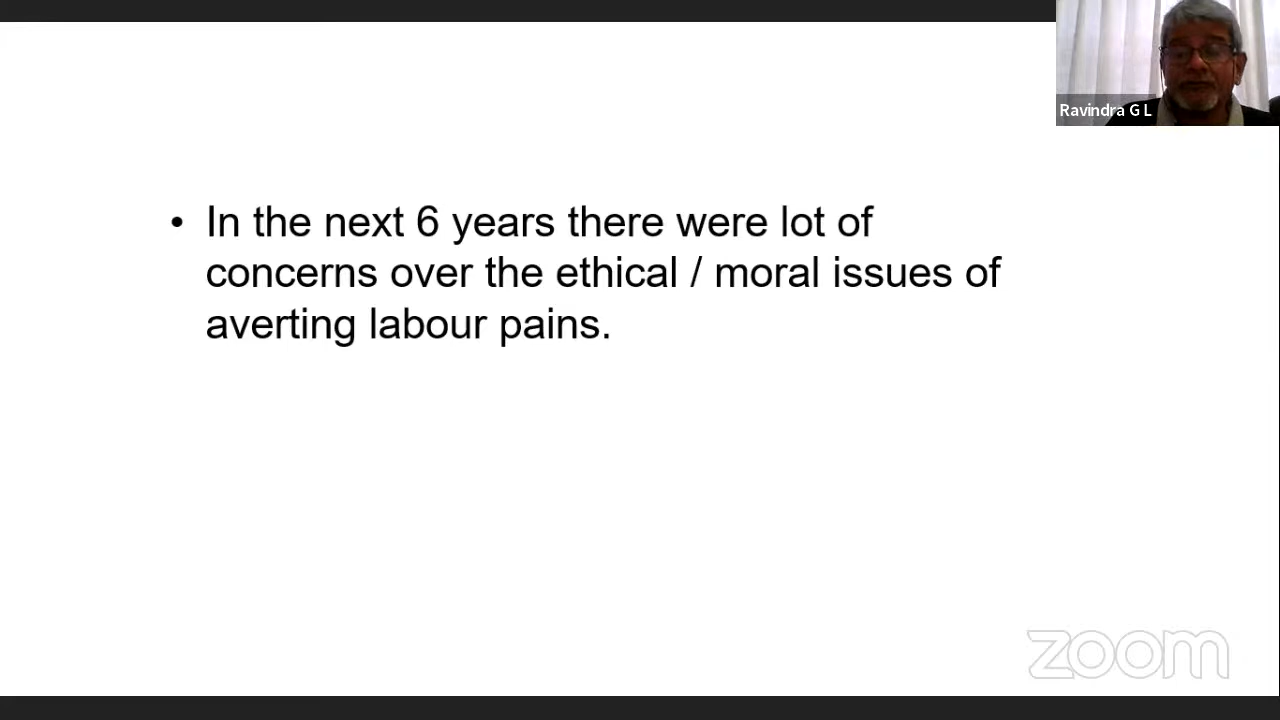 Ravindra G L
• In the next 6 years there were lot of
concerns over the ethical / moral issues of
averting labour pains.
zoom